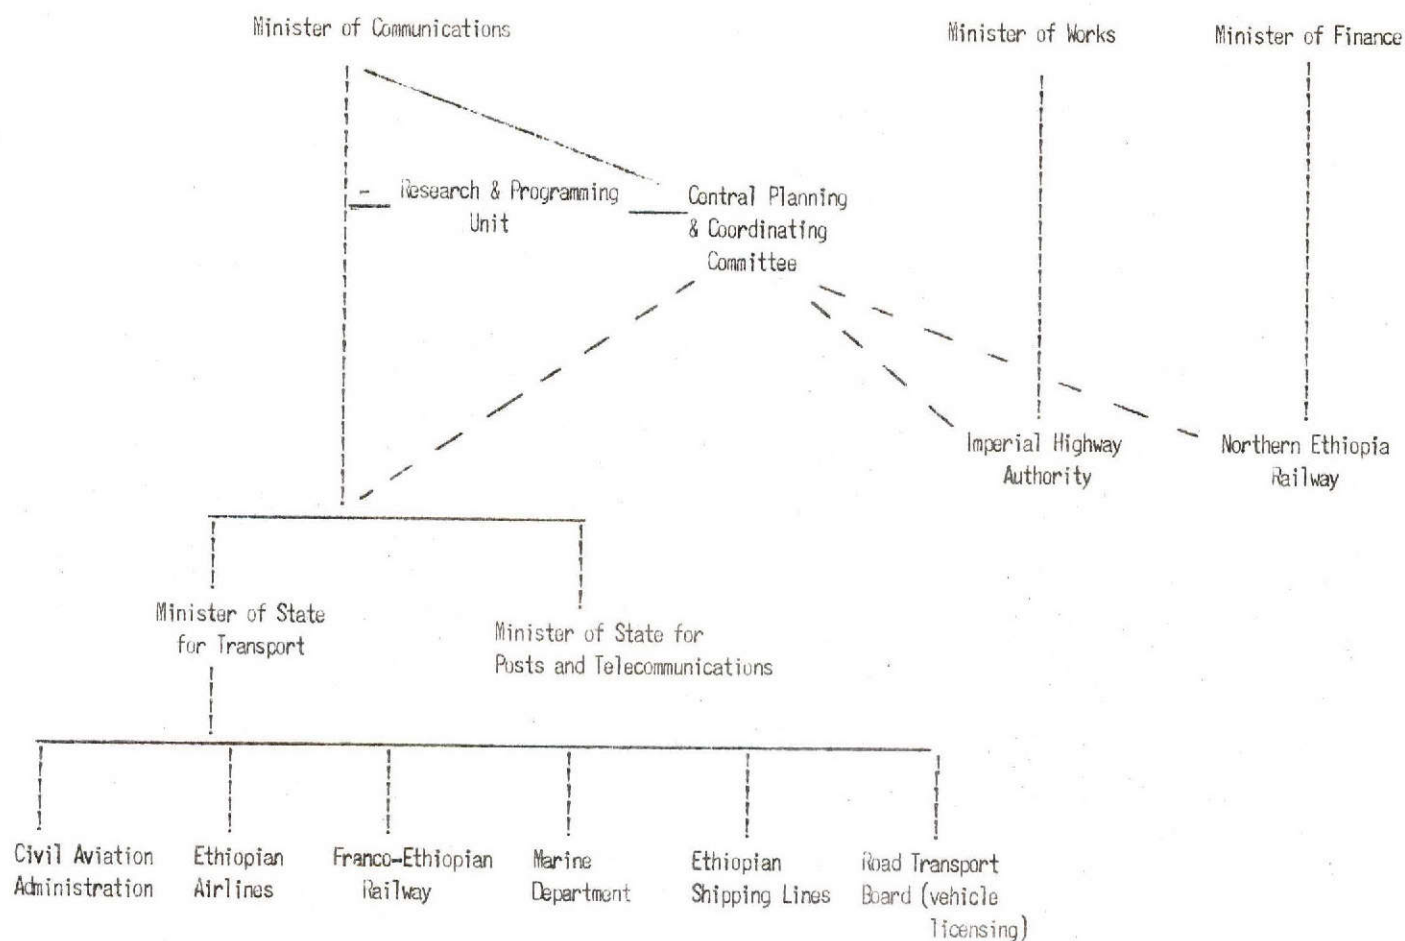 Minister of Communications
Minister of Works
Minister of Finance
Research & Programming
Unit
Central Planning
& Coordinating
Committee
Imperial Highway
Authority
Northern Ethiopia
Railway
Minister of State
for Transport
Minister of State for
Posts and Telecommunications
Civil Aviation
Administration
Ethiopian
Airlines
Franco-Ethiopian
Railway
Marine
Department
Ethiopian
Shipping Lines
Road Transport
Board (vehicle
licensing)